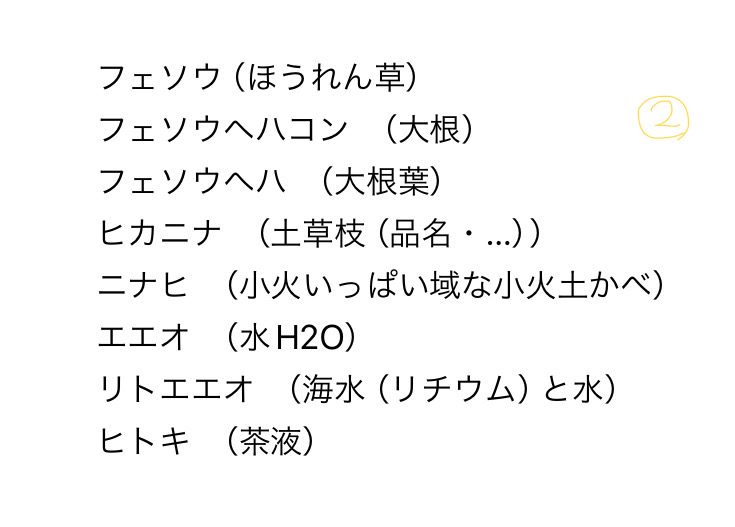 フェソウ（ほうれん草）
フェソウヘハコン　（大根）
②
フェソウヘハ　（大根葉）
ヒカニナ　（土草枝（品名・…））
ニナヒ　（小火いっぱい域な小火土かべ）
エエオ　（水H2O）
リトエエオ　（海水（リチウム）と水）
ヒトキ　（茶液）